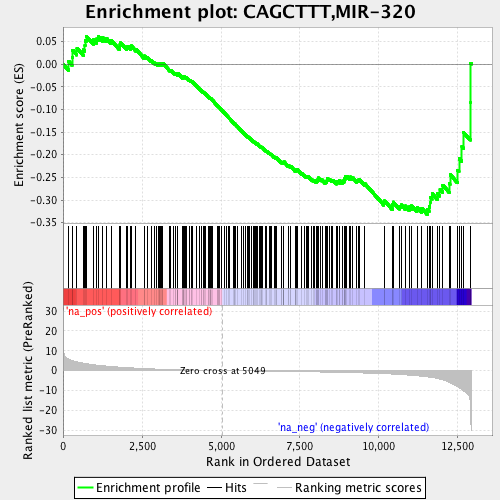 Enrichment plot: CAGCTTT,MIR-320
Enrichment score (ES)
0.05
0.00
-0.05
-0.10
-0.15
-0.20
-0.25
-0.30
-0.35
'na_pos' (positively correlated)
Ranked list metric (PreRanked)
30
20
10
0
-10
-20
-30
Zero cross at 5049
'na_neg' (negatively correlated)
0
2,500
5,000
7,500
10,000
12,500
Rank in Ordered Dataset
Enrichment profile
Hits
Ranking metric scores